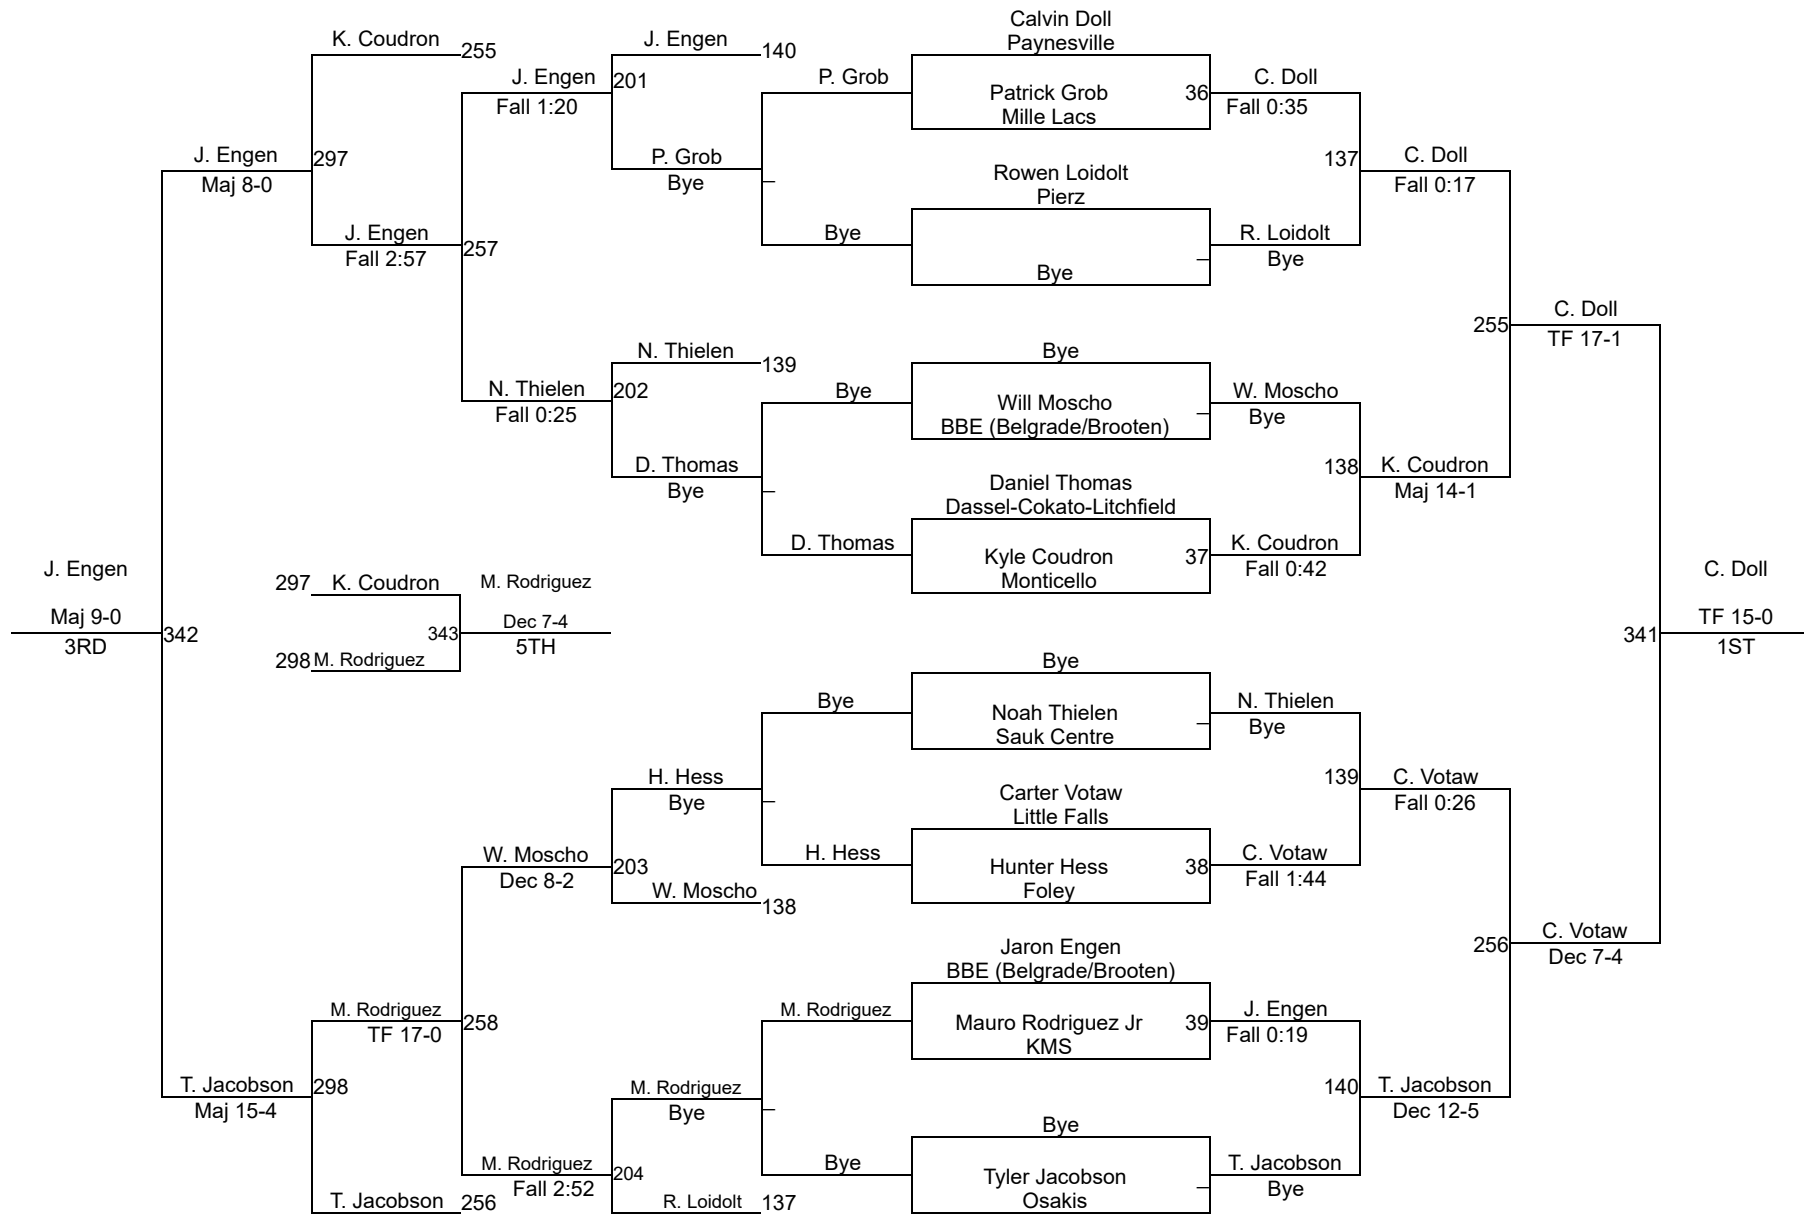 Calvin Doll
Paynesville
K. Coudron
255
J. Engen
140
J. Engen
201
P. Grob
C. Doll
Fall 1:20
Patrick Grob
36
Fall 0:35
Mille Lacs
J. Engen
297
P. Grob
137
C. Doll
Maj 8-0
Bye
_
Rowen Loidolt
Fall 0:17
Pierz
J. Engen
257
Bye
R. Loidolt
Fall 2:57
Bye
_
Bye
C. Doll
255
TF 17-1
N. Thielen
139
Bye
N. Thielen
202
Bye
W. Moscho
Fall 0:25
Will Moscho
_
Bye
BBE (Belgrade/Brooten)
D. Thomas
138
K. Coudron
Bye
_
Daniel Thomas
Maj 14-1
Dassel-Cokato-Litchfield
D. Thomas
K. Coudron
Kyle Coudron
37
Fall 0:42
Monticello
J. Engen
297
K. Coudron
M. Rodriguez
C. Doll
Maj 9-0
342
343
Dec 7-4
341
TF 15-0
3RD
5TH
1ST
298
M. Rodriguez
Bye
Bye
N. Thielen
Noah Thielen
_
Bye
Sauk Centre
H. Hess
139
C. Votaw
Bye
_
Carter Votaw
Fall 0:26
Little Falls
W. Moscho
203
H. Hess
C. Votaw
Dec 8-2
Hunter Hess
38
Fall 1:44
W. Moscho
138
Foley
Jaron Engen
256
C. Votaw
BBE (Belgrade/Brooten)
Dec 7-4
M. Rodriguez
258
M. Rodriguez
J. Engen
TF 17-0
Mauro Rodriguez Jr
39
Fall 0:19
KMS
T. Jacobson
298
M. Rodriguez
140
T. Jacobson
Maj 15-4
Bye
_
Dec 12-5
Bye
M. Rodriguez
204
Bye
T. Jacobson
Fall 2:52
Tyler Jacobson
_
Bye
T. Jacobson
256
R. Loidolt
137
Osakis